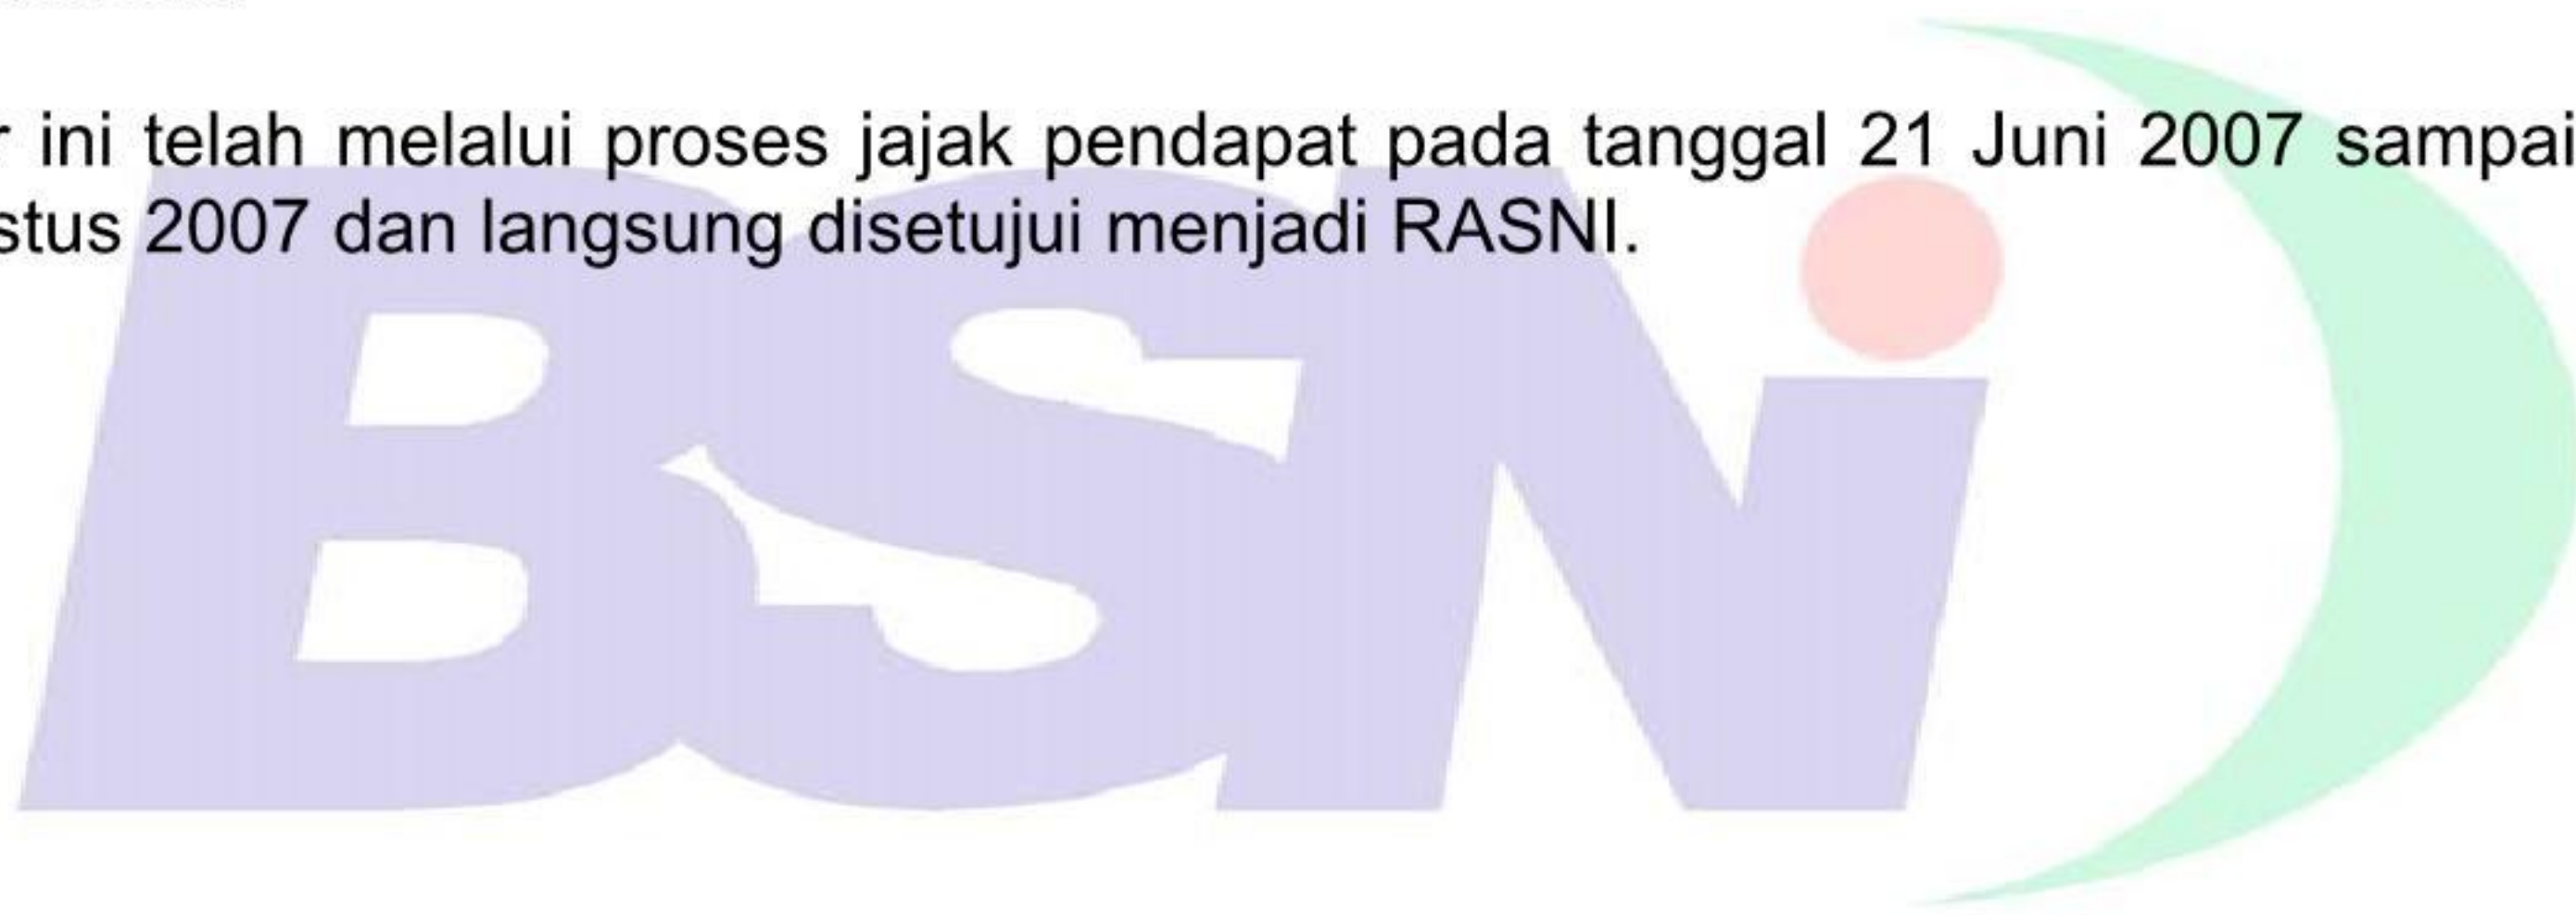 r ini telah melalui proses jajak pendapat pada tanggal 21 Juni 2007 sampai
stus 2007 dan langsung disetujui menjadi RASNI.
BSNi